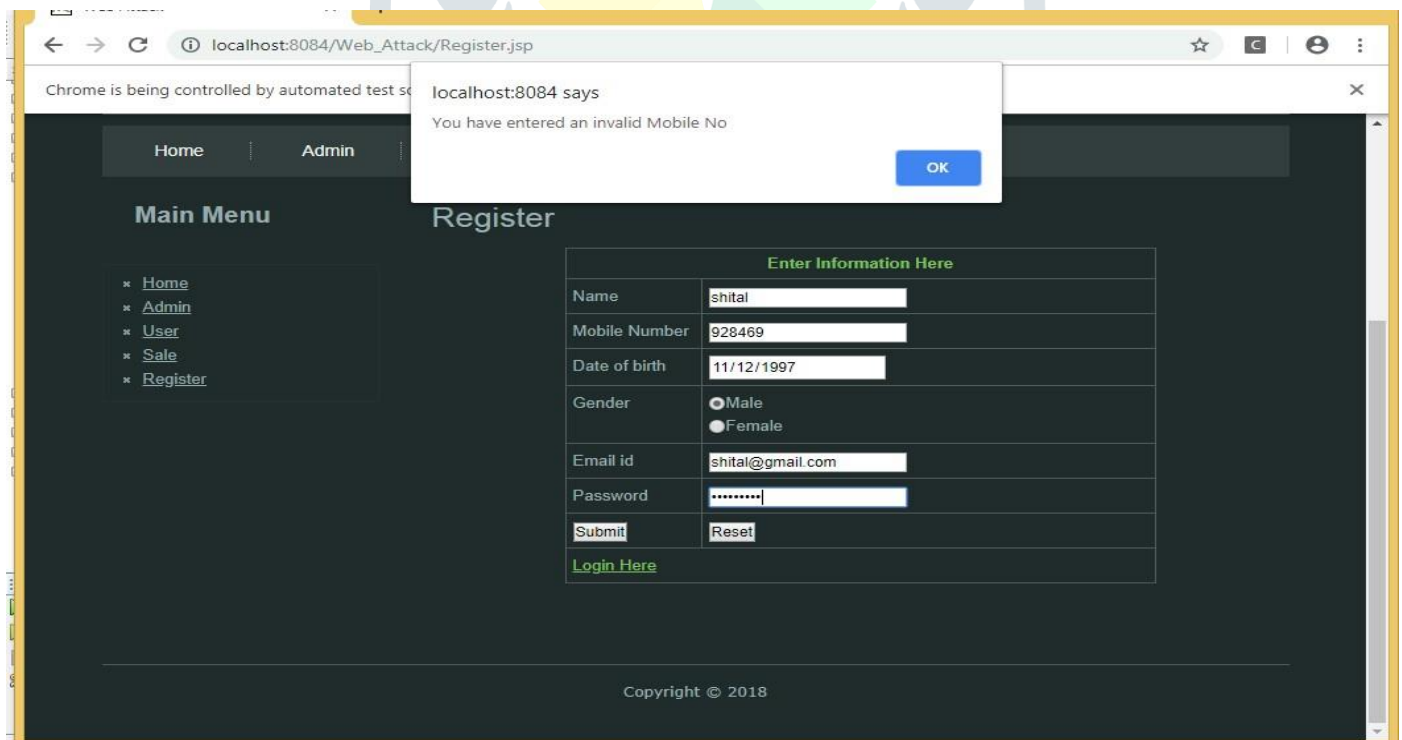 localhost:8084/Web_Attack/Register.jsp
C
Chrome is being controlled by automated test
localhost:8084 says
You have entered an invalid Mobile No
OK
Home
Admin
Main Menu
Home
Admin
User
Sale
Register
Register
Enter Information Here
Name shital
Mobile Number 928469
Date of birth 11/12/1997
Gender Male
Female
Email id shital@gmail.com
Password •••••••••
Submit Reset
Login Here
Copyright © 2018